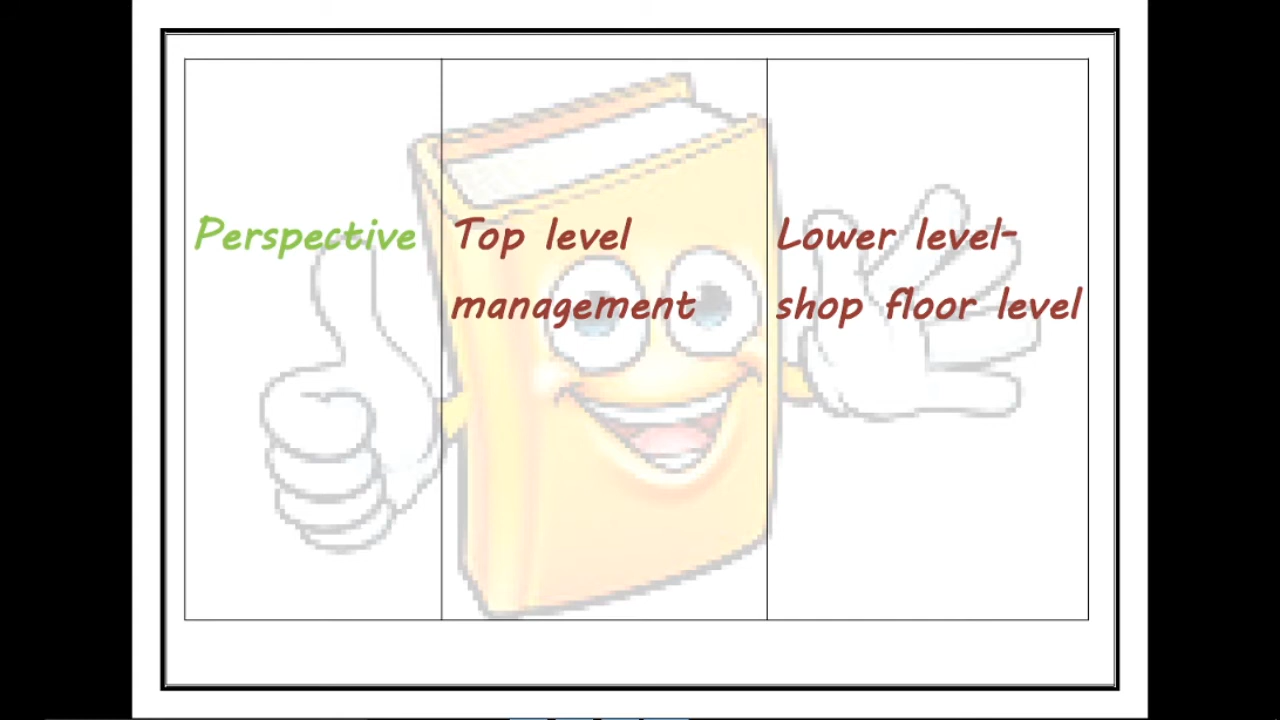 Perspective
Top level
management
Lower level-
shop floor level